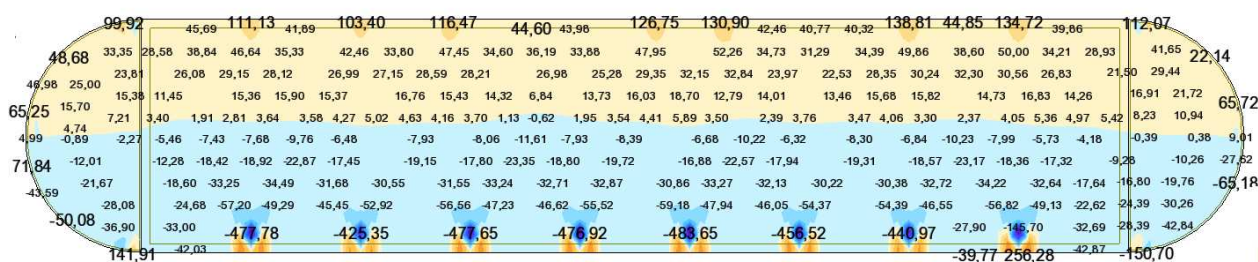 99,92 111,13 103,40 116,47 44,60 43,98 126,75 130,90 42,46 40,77 40,32 138,81 44,85 134,72 39,86 112,07
45,69 41,89
48,68 33,35 28,58 38,84 46,64 35,33 42,46 33,80 47,45 34,60 36,19 33,88 47,95 52,26 34,73 31,29 34,39 49,86 38,60 50,00 34,21 28,93 41,65 22,14
46,98 25,00 23,81 26,08 29,15 28,12 26,99 27,15 28,59 28,21 26,98 25,28 29,35 32,15 32,84 23,97 22,53 28,35 30,24 32,30 30,56 26,83 21,50 29,44
65,25 15,70 15,38 11,45 15,36 15,90 15,37 16,76 15,43 14,32 6,84 13,73 16,03 18,70 12,79 14,01 13,46 15,68 15,82 14,73 16,83 14,26 16,91 21,72 65,72
4,74 7,21 3,40 1,91 2,81 3,64 3,58 4,27 5,02 4,63 4,16 3,70 1,13 -0,62 1,95 3,54 4,41 5,89 3,50 2,39 3,76 3,47 4,06 3,30 2,37 4,05 5,36 4,97 5,42 8,23 10,94
4,99 -0,89 -2,27 -5,46 -7,43 -7,68 -9,76 -6,48 -7,93 -8,40 -11,61 -7,93 -8,39 -6,68 -10,22 -6,32 -8,30 -6,84 -10,23 -7,99 -5,73 -4,18 -0,39 0,38 9,01
71,84 -12,01 -12,28 -18,42 -18,92 -22,87 -17,45 -19,15 -17,80 -23,35 -18,80 -19,72 -16,88 -22,57 -17,94 -19,31 -18,57 -23,17 -18,36 -17,32 -9,28 -10,26 -27,62
-43,59 -21,67 -18,60 -33,25 -34,49 -31,68 -30,55 -31,55 -33,24 -32,71 -32,87 -30,86 -33,27 -32,13 -30,22 -30,38 -32,72 -34,22 -32,64 -17,64 -16,80 -19,76 -65,18
-50,08 -28,08 -24,68 -57,20 -49,29 -45,45 -52,92 -56,56 -47,23 -46,62 -55,52 -59,18 -47,94 -46,05 -54,37 -54,39 -46,55 -56,82 -49,13 -22,62 -24,39 -30,26
-36,90 -33,00 -477,78 -425,35 -477,65 -476,92 -483,65 -456,52 -440,97 -27,90 -145,70 -32,69 -28,39 -42,84
141,91 -42,03 -39,77 256,28 -42,87 -150,70